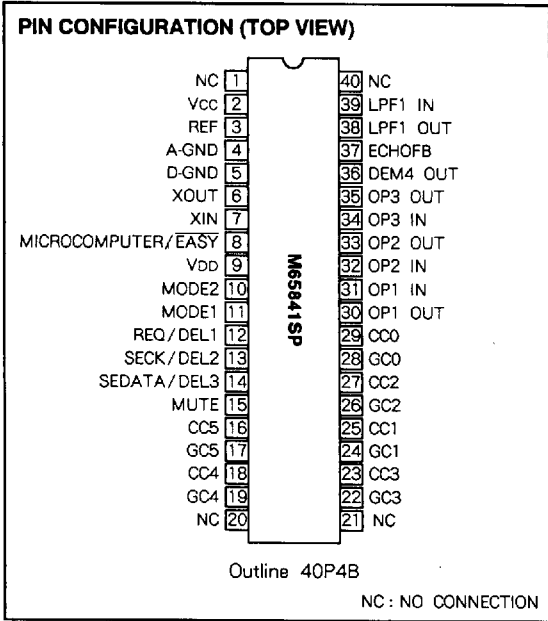 PIN CONFIGURATION (TOP VIEW)
NC 1 40 NC
VCC 2 39 LPF1 IN
REF 3 38 LPF1 OUT
A-GND 4 37 ECHOFB
D-GND 5 36 DEM4 OUT
XOUT 6 35 OP3 OUT
XIN 7 34 OP3 IN
MICROCOMPUTER/EASY 8 33 OP2 OUT
VDD 9 32 OP2 IN
MODE2 10 31 OP1 IN
MODE1 11 30 OP1 OUT
REQ/DEL1 12 29 CC0
SECK/DEL2 13 28 GC0
SEDATA/DEL3 14 27 CC2
MUTE 15 26 GC2
CC5 16 25 CC1
GC5 17 24 GC1
CC4 18 23 CC3
GC4 19 22 GC3
NC 20 21 NC
M65841SP
Outline 40P4B
NC : NO CONNECTION